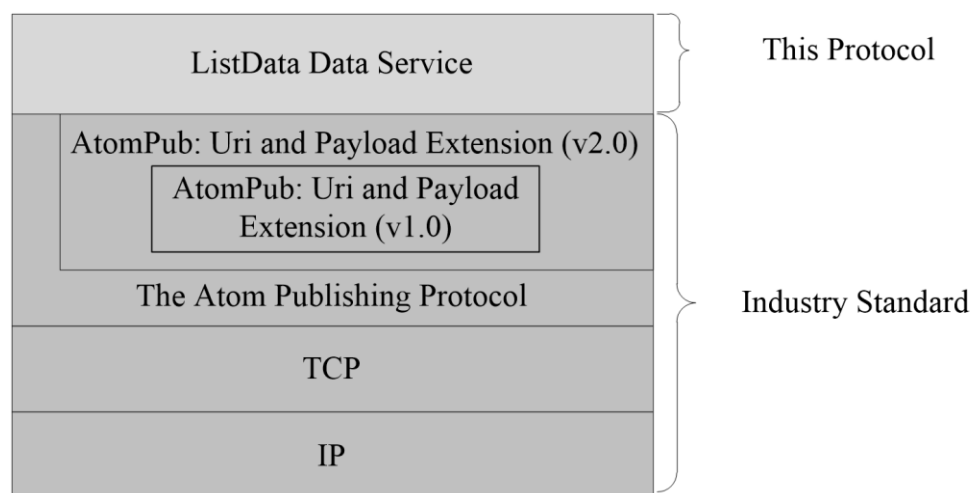 ListData Data Service
This Protocol
AtomPub: Uri and Payload Extension (v2.0)
AtomPub: Uri and Payload
Extension (v1.0)
The Atom Publishing Protocol
Industry Standard
TCP
IP